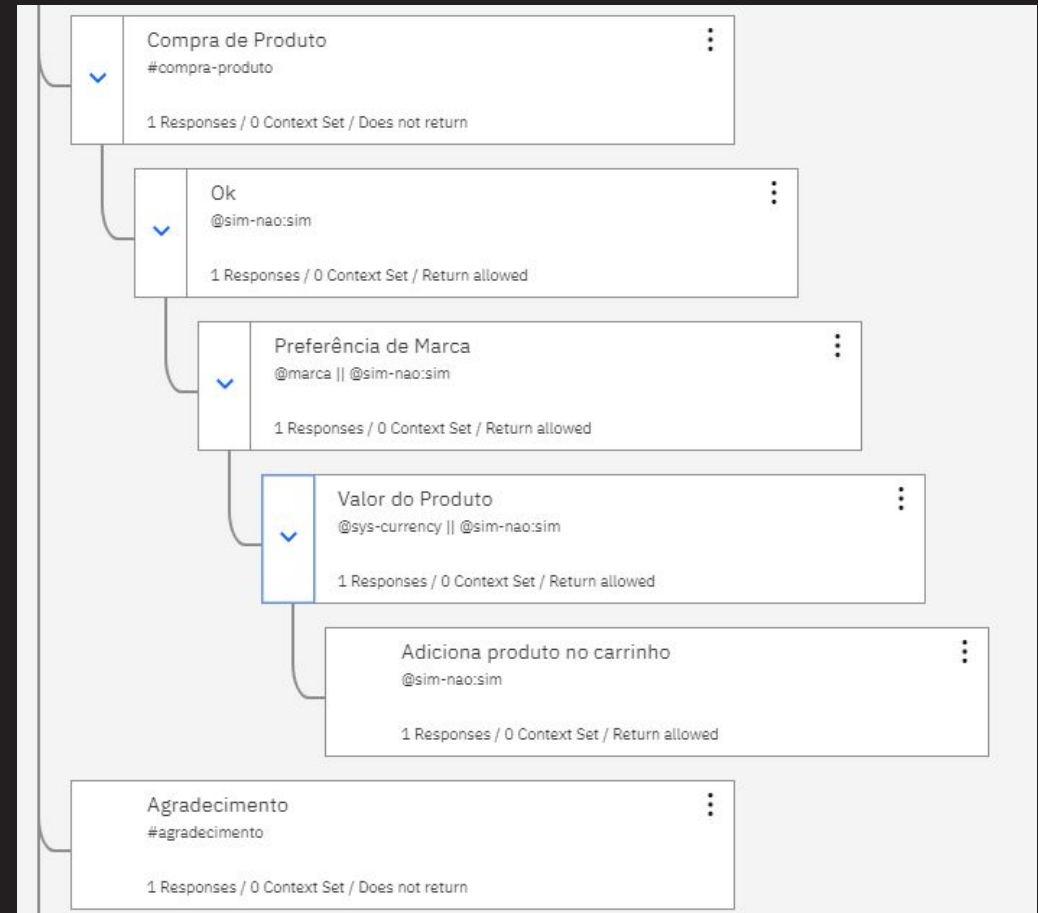 Compra de Produto
#compra-produto
1 Responses / 0 Context Set / Does not return
Ok
@sim-nao:sim
1 Responses / 0 Context Set / Return allowed
Preferência de Marca
@marca || @sim-nao:sim
1 Responses / 0 Context Set / Return allowed
Valor do Produto
@sys-currency || @sim-nao:sim
1 Responses / 0 Context Set / Return allowed
Adiciona produto no carrinho
@sim-nao:sim
1 Responses / 0 Context Set / Return allowed
Agradecimento
#agradecimento
1 Responses / 0 Context Set / Does not return